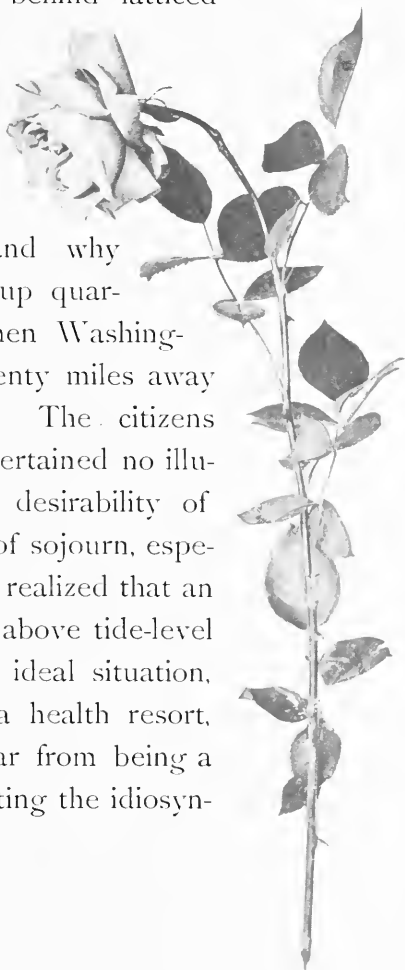 behind latticed
and why
up quar-
hen Washing-
enty miles away
The citizens
ertained no illu-
desirability of
of sojourn, espe-
realized that an
above tide-level
ideal situation,
a health resort,
ar from being a
ting the idiosyn-